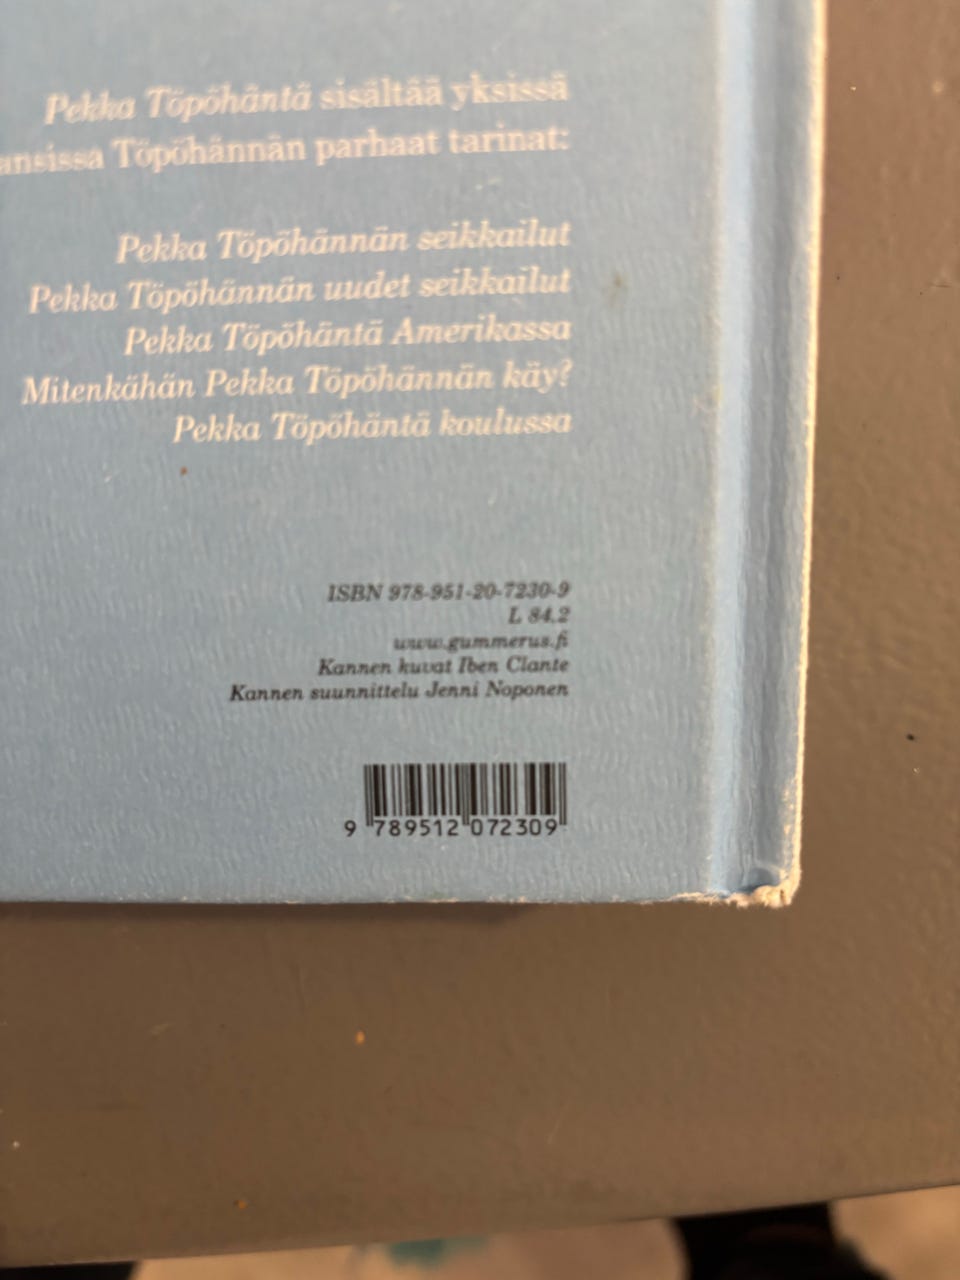 Pekka Töpöhäntä sisältää yksissä
ansissa Töpöhännän parhaat tarinat:
Pekka Töpöhännän seikkailut
Pekka Töpöhännän uudet seikkailut
Pekka Töpöhäntä Amerikassa
Mitenkähän Pekka Töpöhännän käy?
Pekka Töpöhäntä koulussa
ISBN 978-951-20-7230-9
L 84.2
www.gummerus.fi
Kannen kuvat Iben Clante
Kannen suunnittelu Jenni Noponen
9 789512 072309